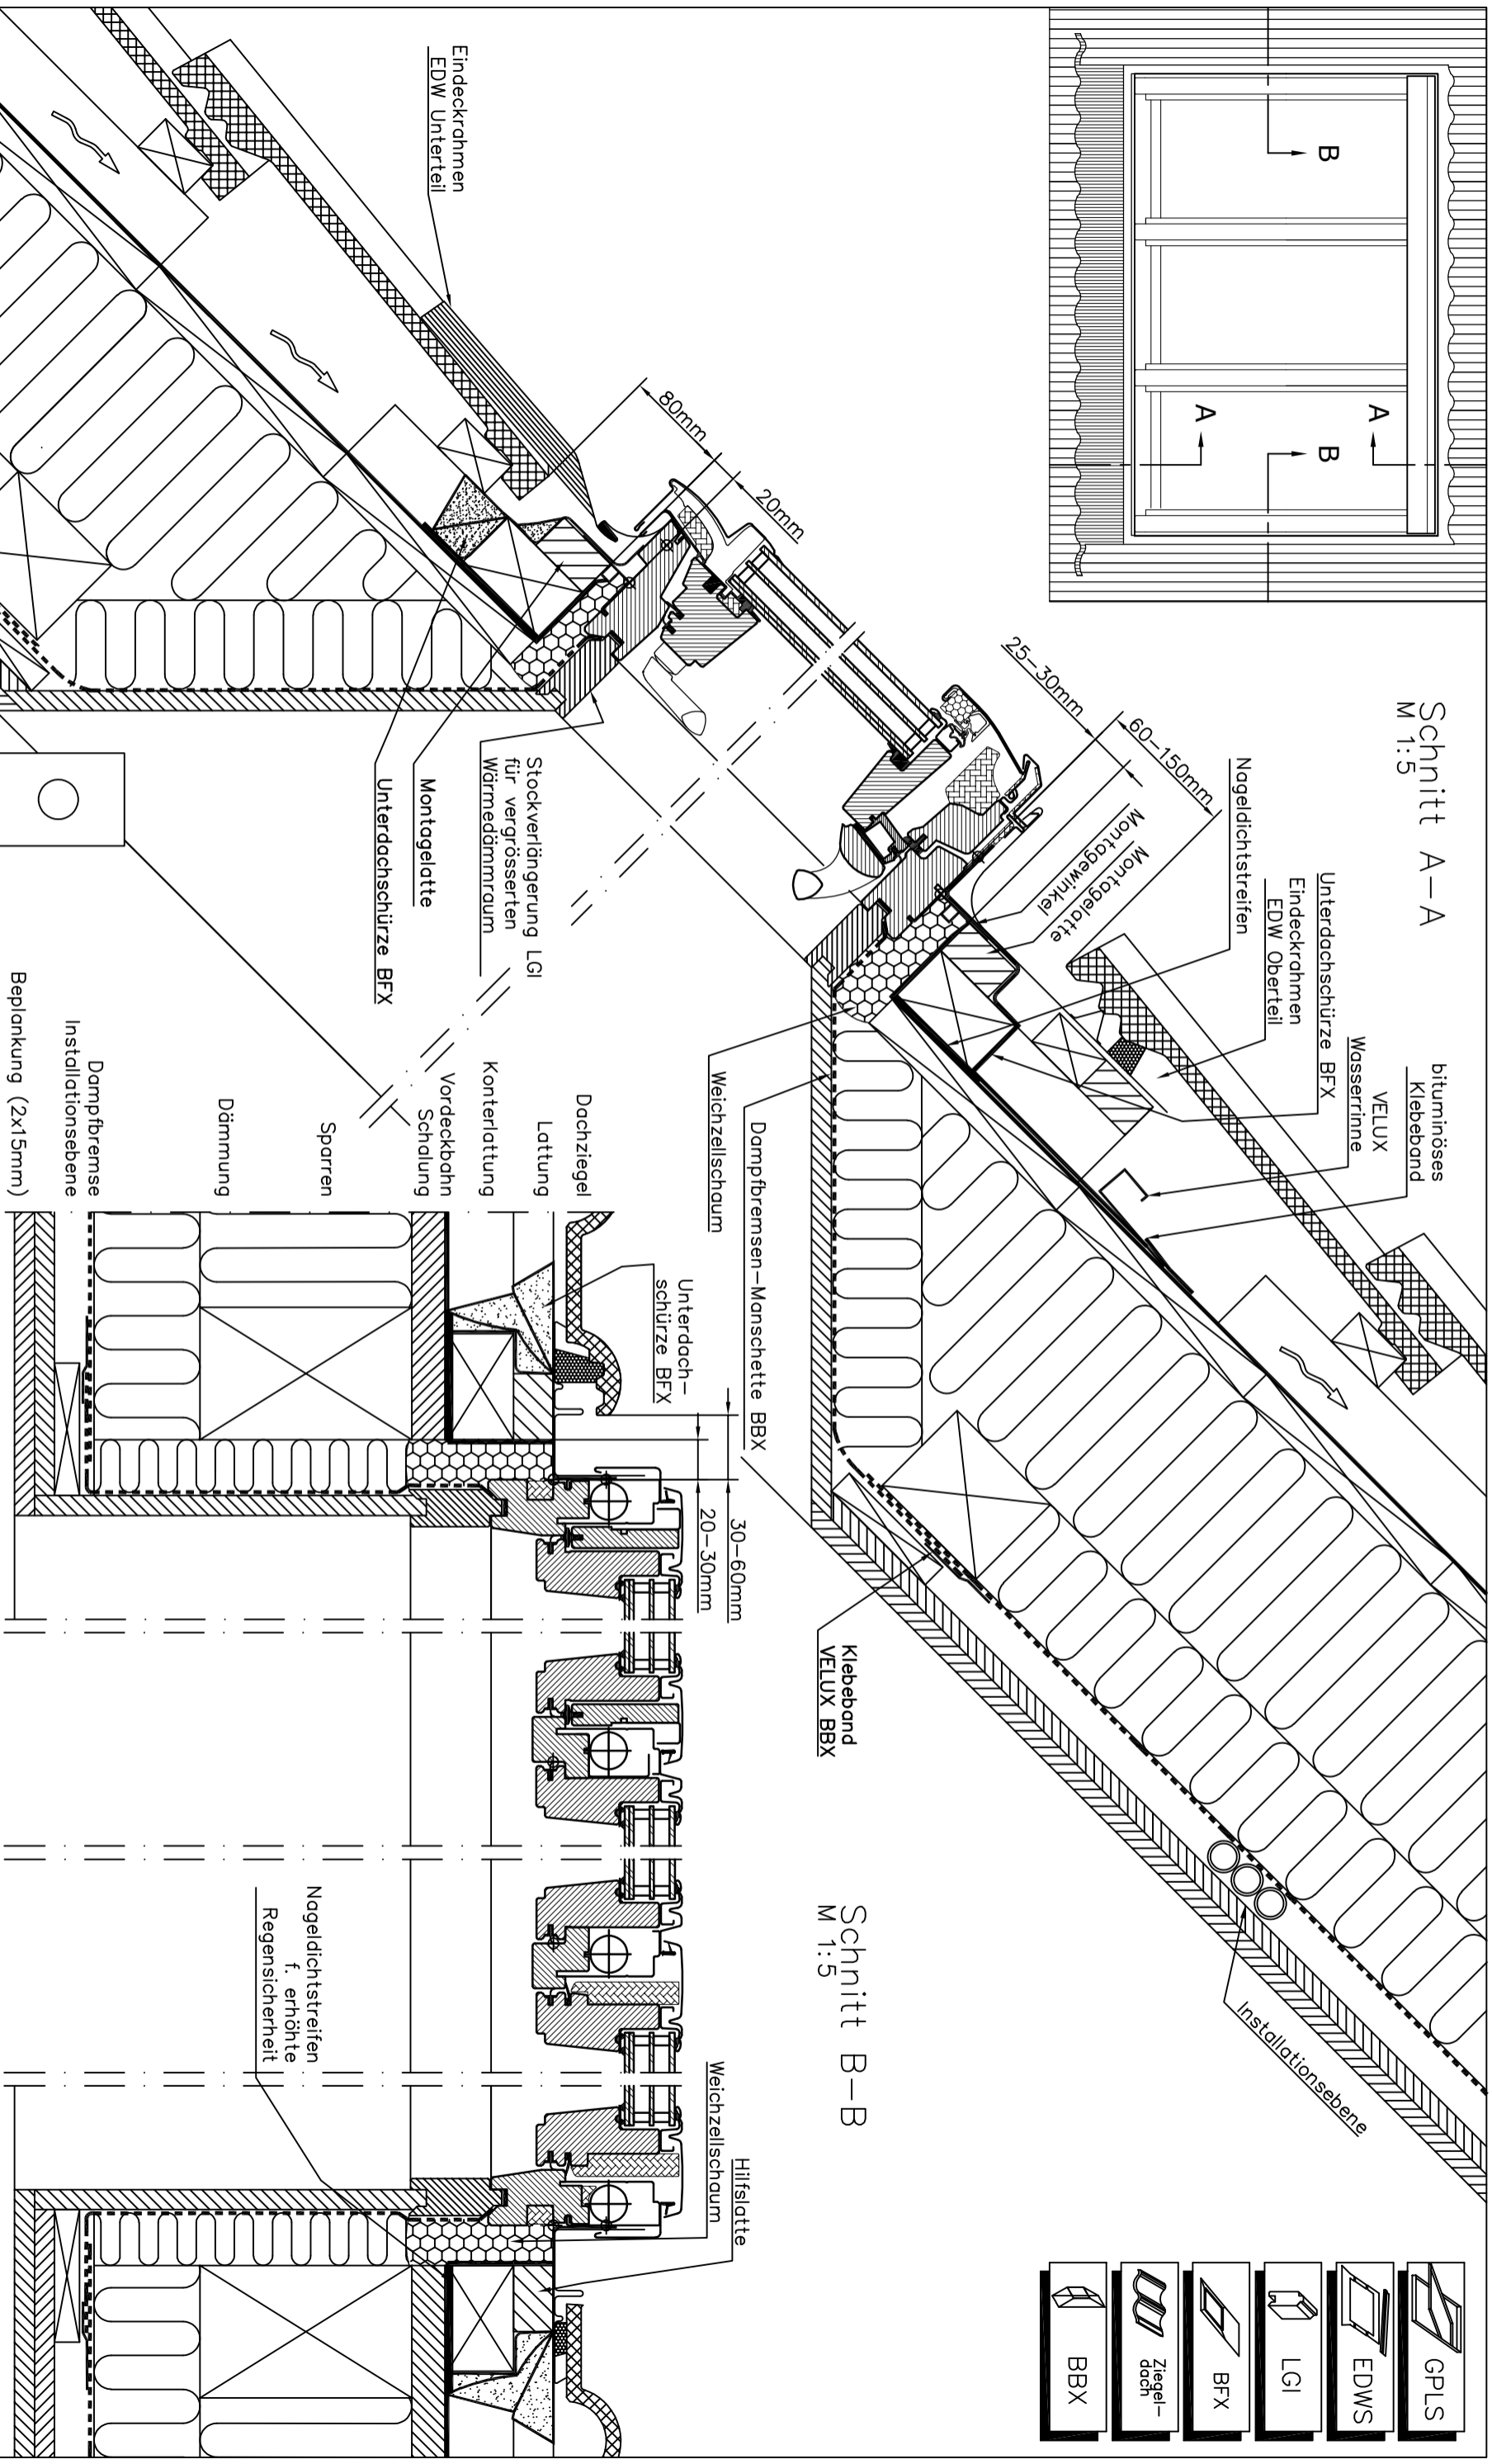 B
B
A
A
Schnitt A-A
M 1:5
Eindeckrahmen
EDW Unterteil
80mm
20mm
25-30mm
60-150mm
Montagewinkel
Montagelatte
Nageldichtstreifen
Eindeckrahmen
EDW Oberteil
Unterdachschürze BFX
VELUX
Wasserrinne
bituminöses
Klebeband
Stockverlängerung LGI
für vergrösserten
Wärmedämmraum
Montagelatte
Unterdachschürze BFX
Weichzellschaum
Dampfbremsen-Manschette BBX
Klebeband
VELUX BBX
Installationsebene
Schnitt B-B
M 1:5
Dachziegel
Lattung
Konterlattung
Vordeckbahn
Schalung
Sparren
Dämmung
Dampfbremse
Installationsebene
Beplankung (2x15mm)
Unterdach-
schürze BFX
30-60mm
20-30mm
Nageldichtstreifen
f. erhöhte
Regensicherheit
Weichzellschaum
Hilfslatte
GPLS
EDWS
LGI
BFX
Ziegel-
dach
BBX